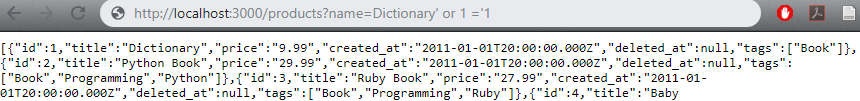 http://localhost:3000/products?name=Dictionary' or 1 ='1
[{"id":1,"title":"Dictionary","price":"9.99","created_at":"2011-01-01T20:00:00.000Z","deleted_at":null,"tags":["Book"]},
{"id":2,"title":"Python Book","price":"29.99","created_at":"2011-01-01T20:00:00.000Z","deleted_at":null,"tags":
["Book","Programming","Python"]},{"id":3,"title":"Ruby Book","price":"27.99","created_at":"2011-01-
01T20:00:00.000Z","deleted_at":null,"tags":["Book","Programming","Ruby"]},{"id":4,"title":"Baby